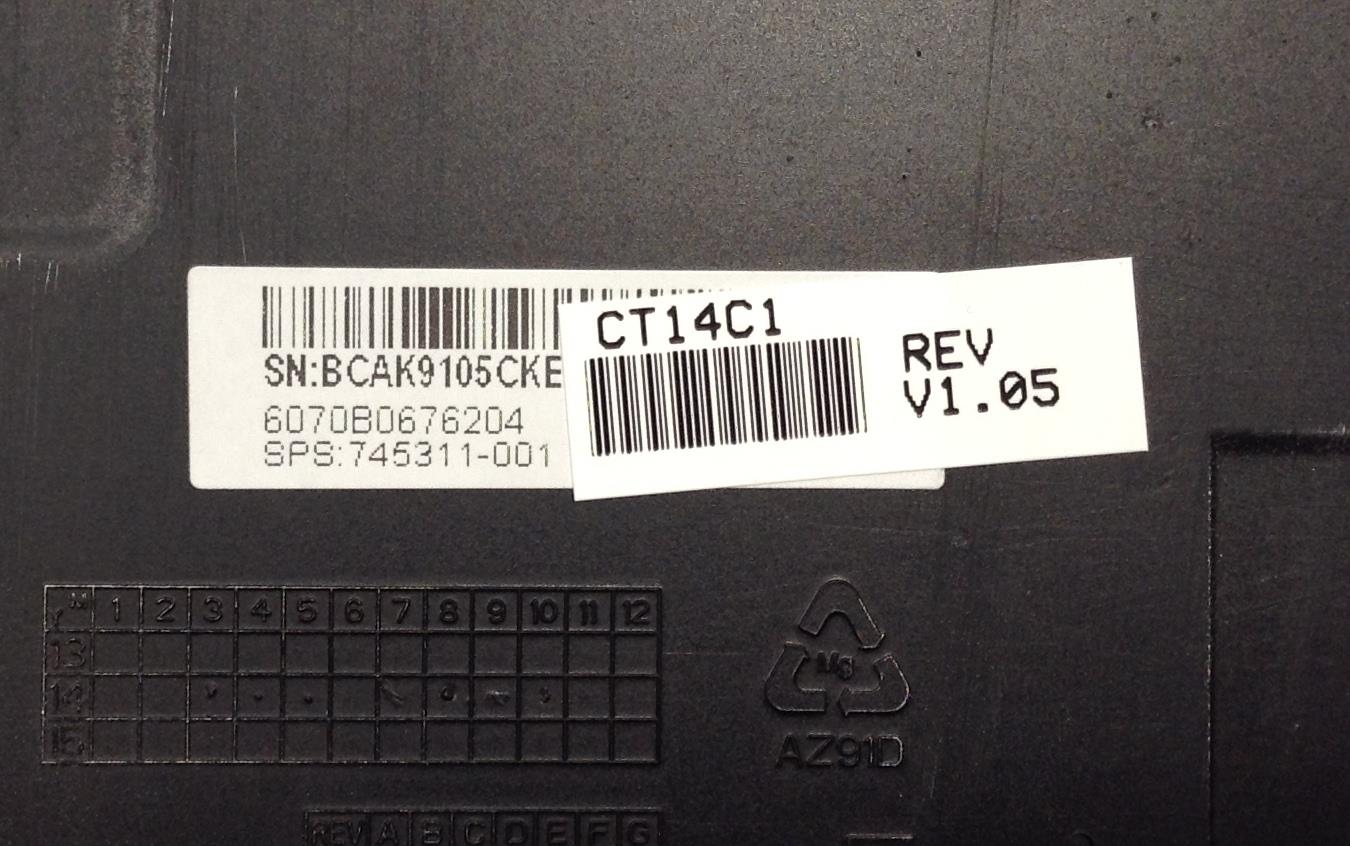 CT14C1
REV
V1.05
SN:BCAK9105CKE
6070B0676204
SPS:745311-001
M 1 2 3 4 5 6 7 8 9 10 11 12
Y
13
14
15
Mg
AZ91D
REV A B C D E F G